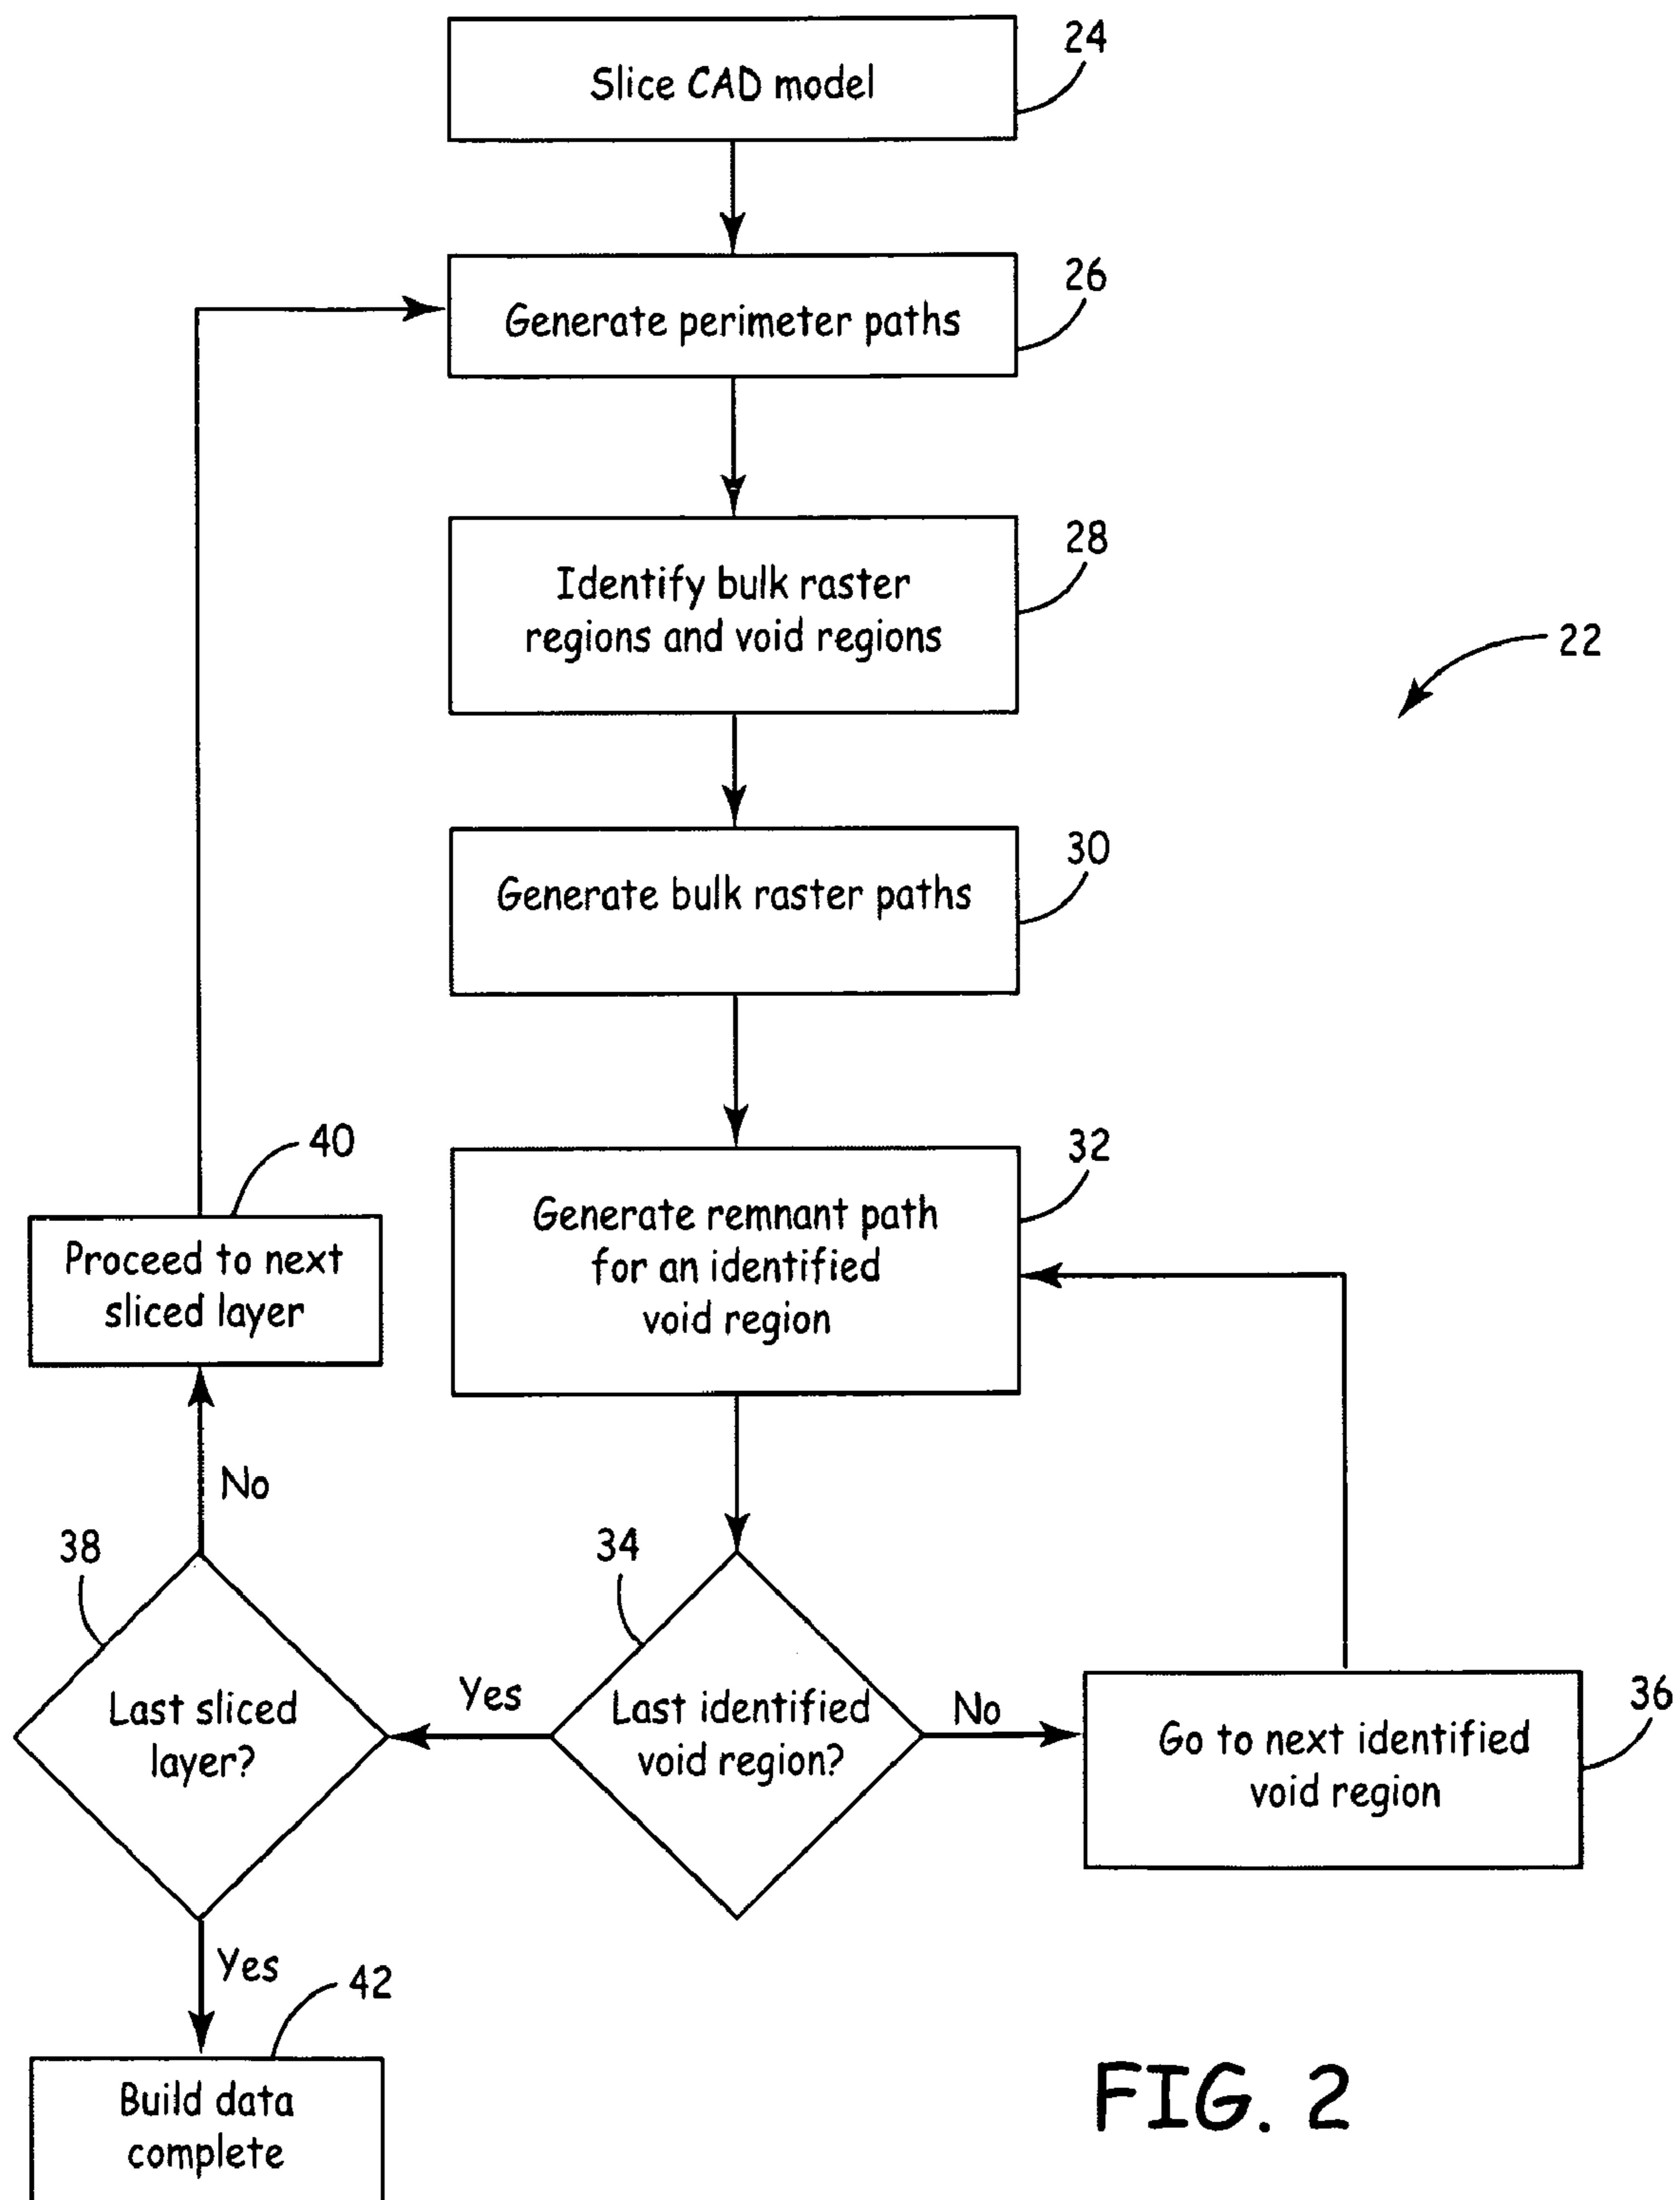 24
Slice CAD model
26
Generate perimeter paths
28
Identify bulk raster
regions and void regions
22
30
Generate bulk raster paths
32
Generate remnant path
for an identified
void region
40
Proceed to next
sliced layer
No
38
Last sliced
layer?
Yes
34
Last identified
void region?
No
36
Go to next identified
void region
Yes
42
Build data
complete
FIG. 2